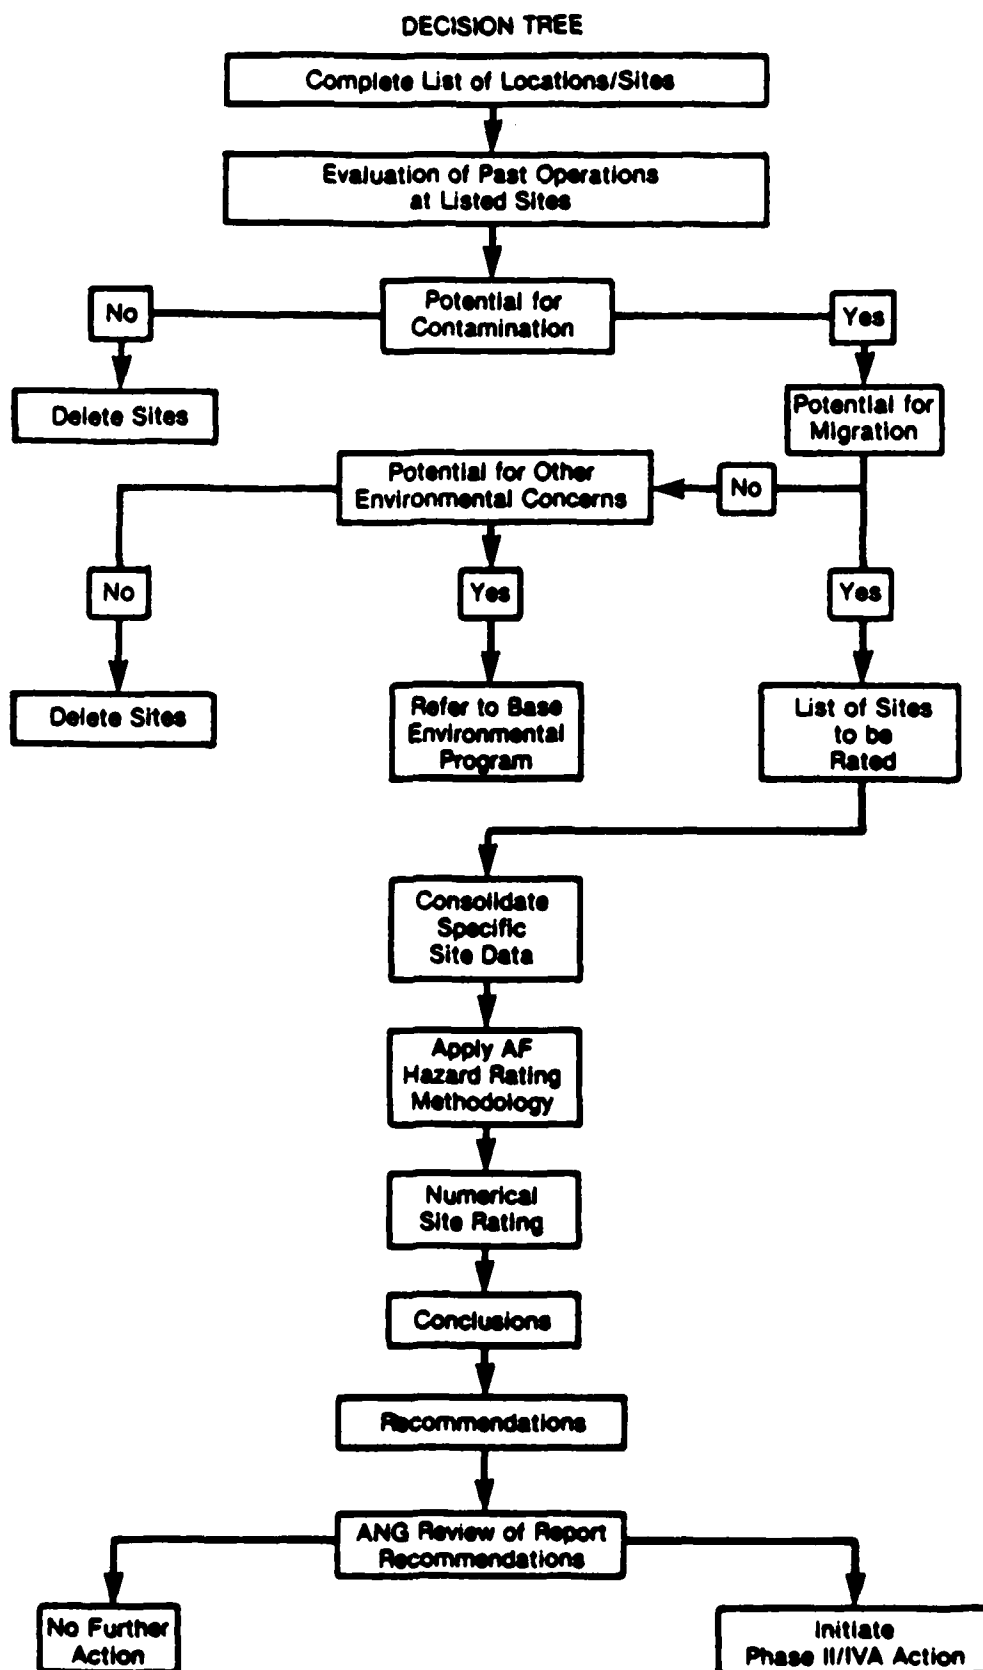 DECISION TREE
Complete List of Locations/Sites
Evaluation of Past Operations
at Listed Sites
Potential for
Contamination
No
Yes
Delete Sites
Potential for
Migration
Potential for Other
Environmental Concerns
No
No
Yes
Yes
Delete Sites
Refer to Base
Environmental
Program
List of Sites
to be
Rated
Consolidate
Specific
Site Data
Apply AF
Hazard Rating
Methodology
Numerical
Site Rating
Conclusions
Recommendations
ANG Review of Report
Recommendations
No Further
Action
Initiate
Phase II/IVA Action